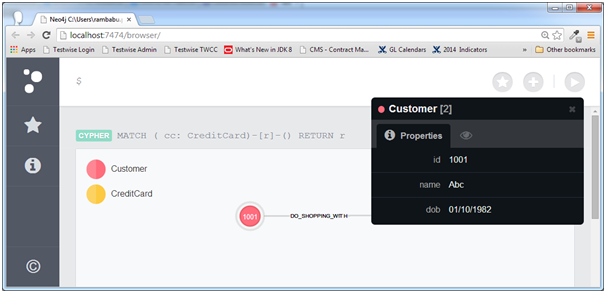 Neo4j C:\Users\rambabu.p
localhost:7474/browser/
Apps Testwise Admin Testwise TWCC What's New in JDK 8 CMS - Contract Ma... GL Calendars 2014 Indicators » Other bookmarks
$
Customer [2]
Properties
CYPHER MATCH ( cc: CreditCard)-[r]-() RETURN r
id 1001
Customer
name Abc
CreditCard
dob 01/10/1982
1001 DO_SHOPPING_WITH
©